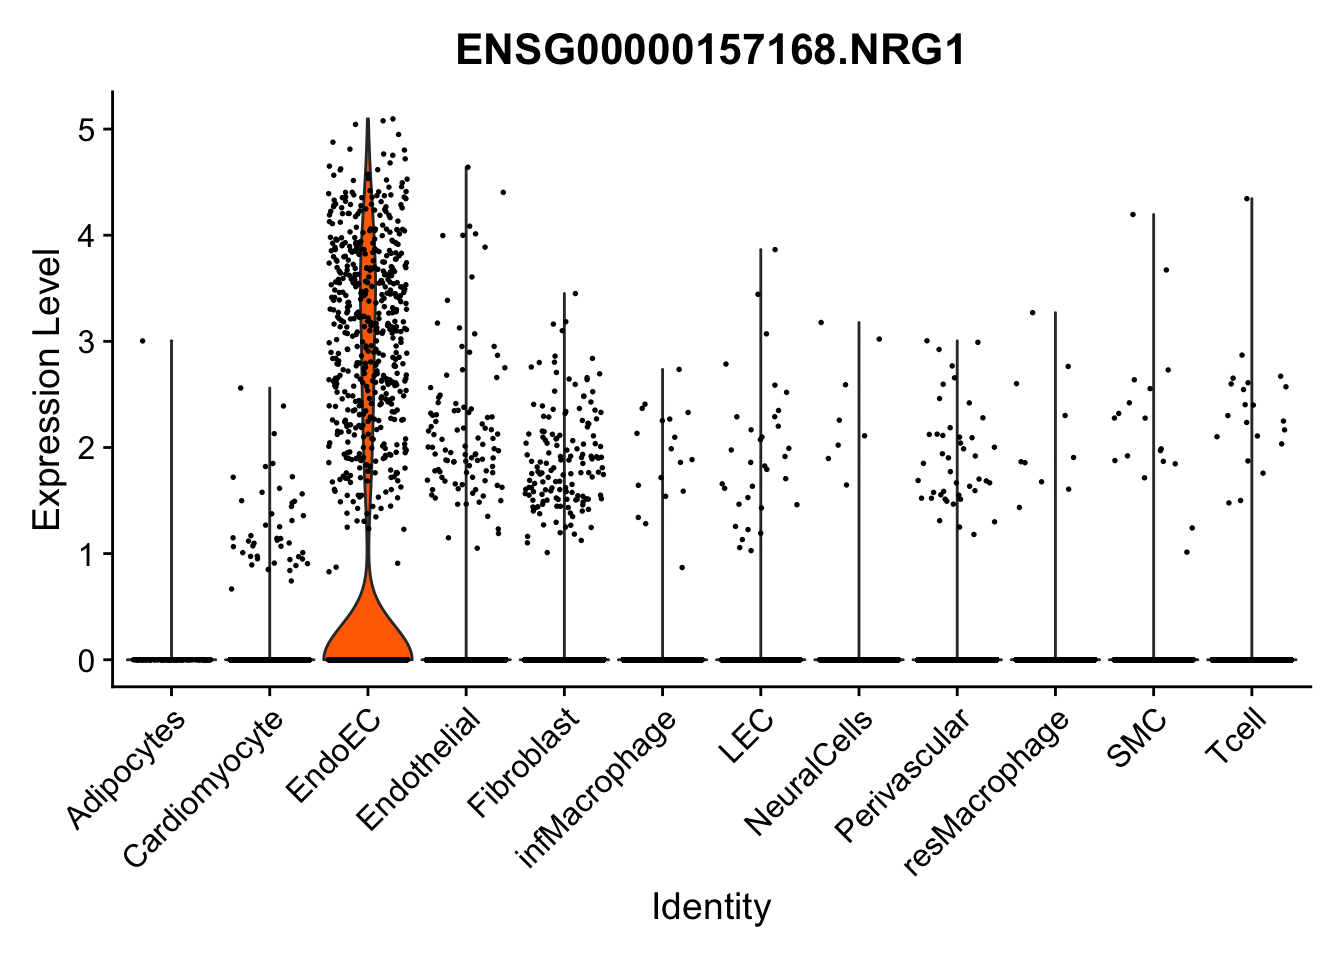 ENSG00000157168.NRG1
5
4
3
2
1
0
Expression Level
Adipocytes
Cardiomyocyte
EndoEC
Endothelial
Fibroblast
infMacrophage
LEC
NeuralCells
Perivascular
resMacrophage
SMC
Tcell
Identity